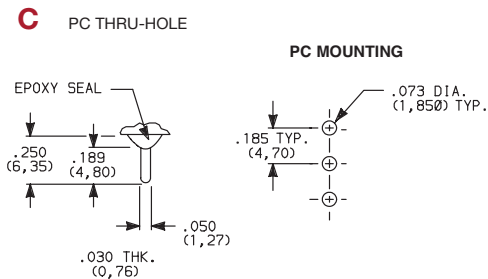 C PC THRU-HOLE
PC MOUNTING
EPOXY SEAL
.073 DIA.
(1,850) TYP.
.250
(6,35)
.189
(4,80)
.185 TYP.
(4,70)
.050
(1,27)
.030 THK.
(0,76)